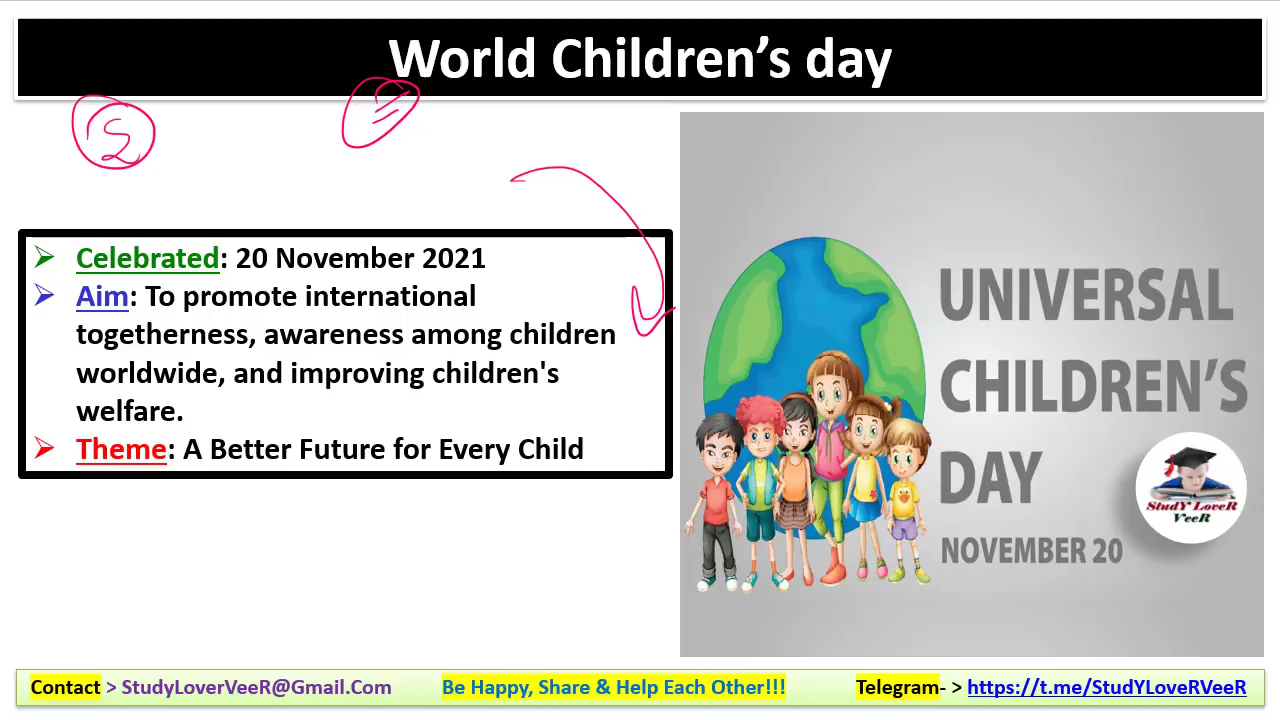 World Children’s day
S
Celebrated: 20 November 2021
Aim: To promote international
togetherness, awareness among children
worldwide, and improving children's
welfare.
Theme: A Better Future for Every Child
UNIVERSAL
CHILDREN’S
DAY
NOVEMBER 20
StudY LoveR
VeeR
Contact > StudyLoverVeeR@Gmail.Com
Be Happy, Share & Help Each Other!!!
Telegram- > https://t.me/StudYLoveRVeeR